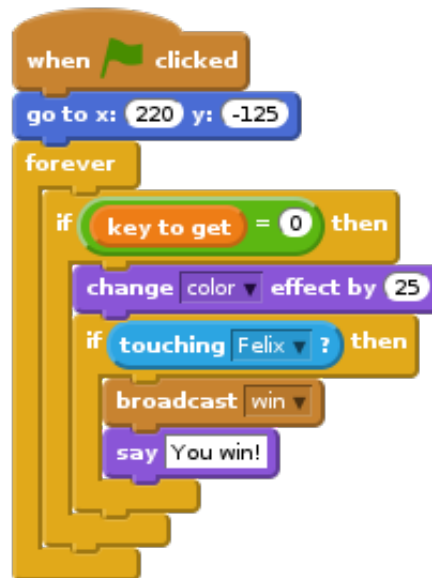 when clicked
go to x: 220 y: -125
forever
if key to get = 0 then
change color effect by 25
if touching Felix ? then
broadcast win
say You win!